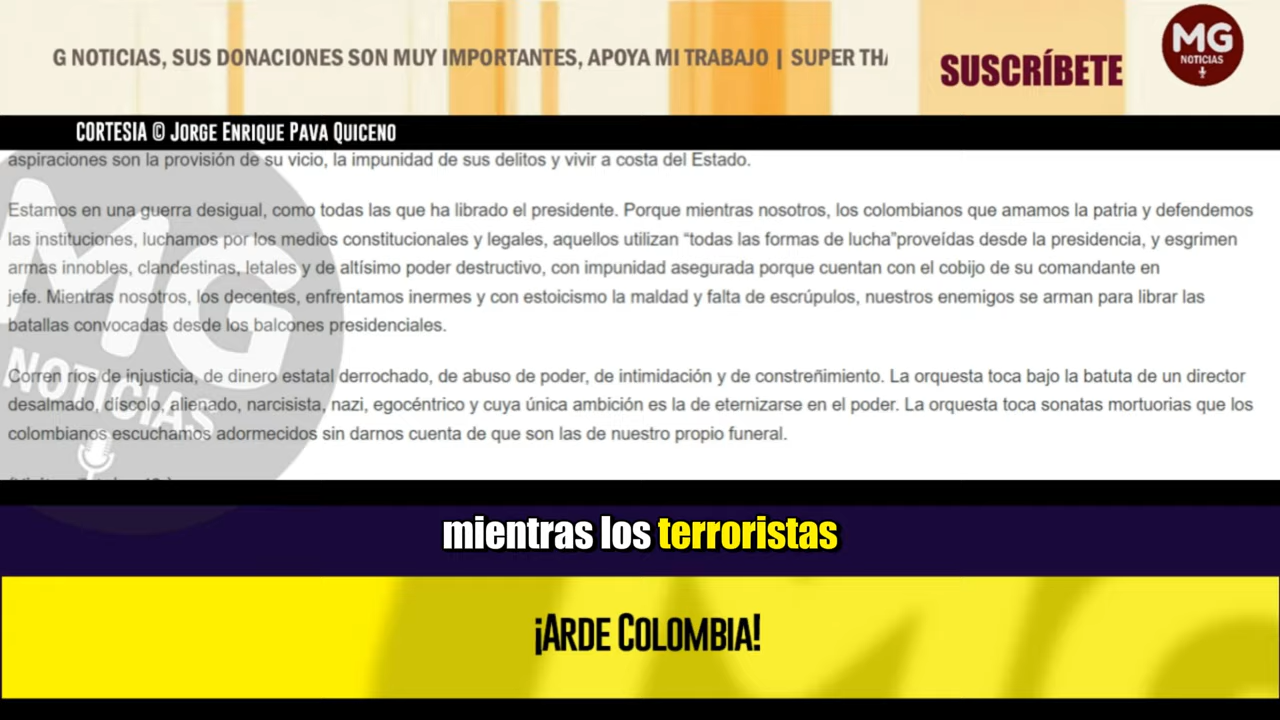 G NOTICIAS, SUS DONACIONES SON MUY IMPORTANTES, APOYA MI TRABAJO | SUPER
SUSCRÍBETE
MG
NOTICIAS
CORTESIA © JORGE ENRIQUE PAVA QUICENO
aspiraciones son la provisión de su vicio, la impunidad de sus delitos y vivir a costa del Estado.
Estamos en una guerra desigual, como todas las que ha librado el presidente. Porque mientras nosotros, los colombianos que amamos la patria y defendemos
las instituciones, luchamos por los medios constitucionales y legales, aquellos utilizan “todas las formas de lucha”proveídas desde la presidencia, y esgrimen
armas innobles, clandestinas, letales y de altísimo poder destructivo, con impunidad asegurada porque cuentan con el cobijo de su comandante en
jefe. Mientras nosotros, los decentes, enfrentamos inermes y con estoicismo la maldad y falta de escrúpulos, nuestros enemigos se arman para librar las
batallas convocadas desde los balcones presidenciales.
Corren ríos de injusticia, de dinero estatal derrochado, de abuso de poder, de intimidación y de constreñimiento. La orquesta toca bajo la batuta de un director
desalmado, díscolo, alienado, narcisista, nazi, egocéntrico y cuya única ambición es la de eternizarse en el poder. La orquesta toca sonatas mortuorias que los
colombianos escuchamos adormecidos sin darnos cuenta de que son las de nuestro propio funeral.
MG
NOTICIAS
mientras los terroristas
¡ARDE COLOMBIA!